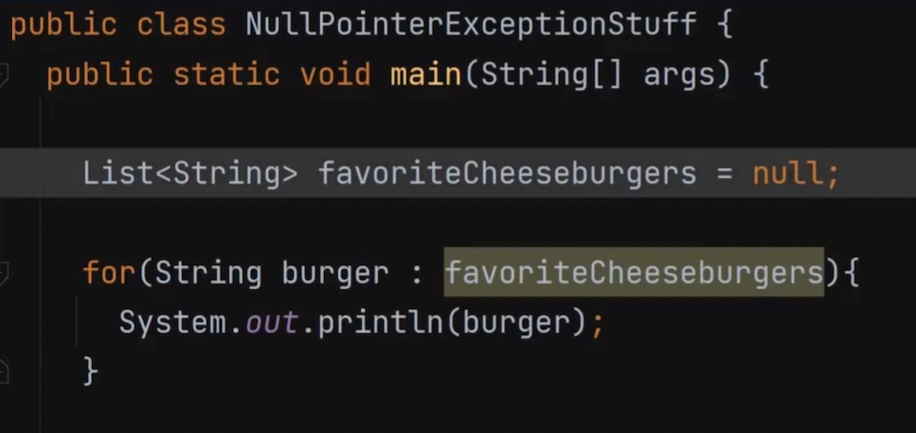 public class NullPointerExceptionStuff {
public static void main(String[] args) {
List<String> favoriteCheeseburgers = null;
for(String burger : favoriteCheeseburgers){
System.out.println(burger);
}